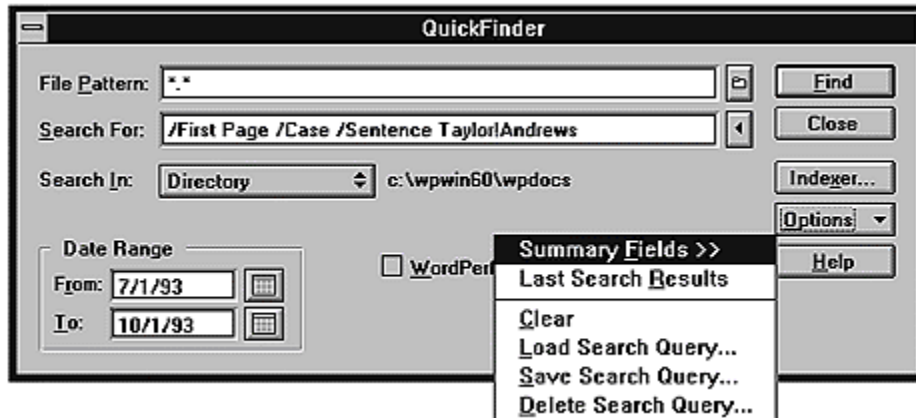 QuickFinder
File Pattern: *.* Find
Search For: /First Page /Case /Sentence Taylor!Andrews Close
Search In: Directory c:\wpwin60\wpdocs Indexer...
Options
Date Range Summary Fields >> Help
From: 7/1/93 WordPerf Last Search Results
To: 10/1/93 Clear
Load Search Query...
Save Search Query...
Delete Search Query...